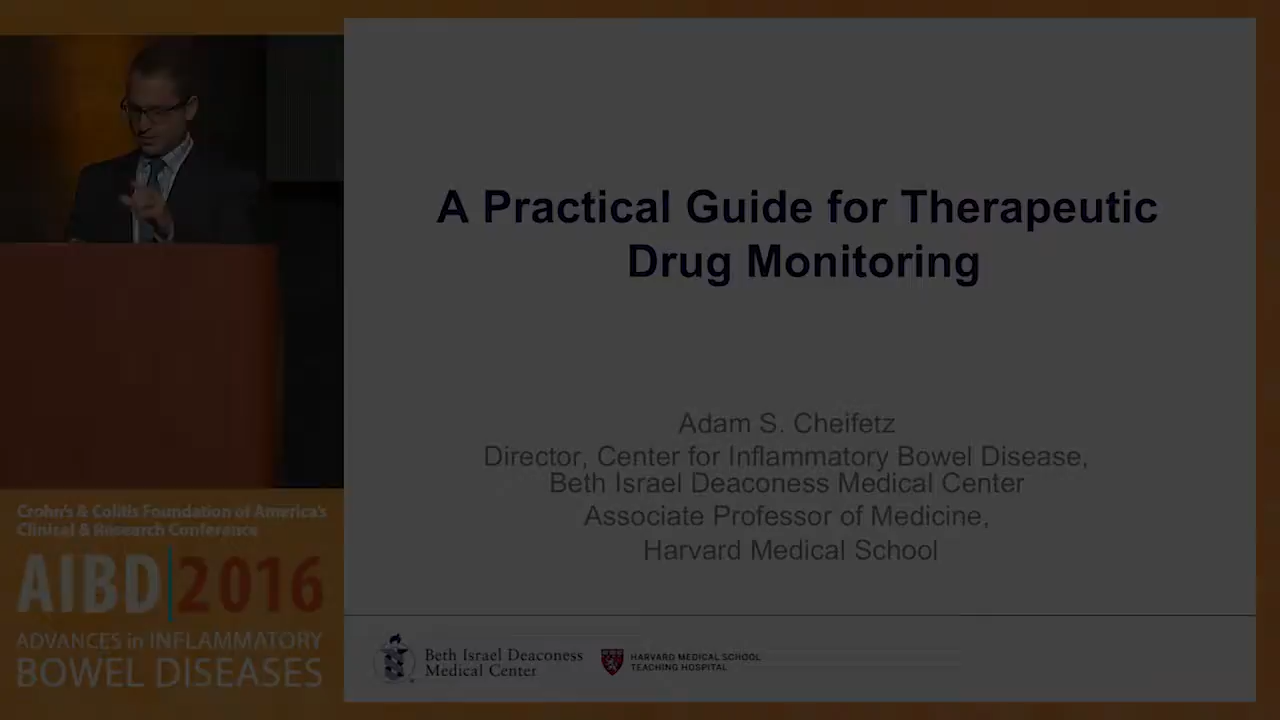 A Practical Guide for Therapeutic
Drug Monitoring
Adam S. Cheifetz
Director, Center for Inflammatory Bowel Disease,
Beth Israel Deaconess Medical Center
Associate Professor of Medicine,
Harvard Medical School
Beth Israel Deaconess
Medical Center
HARVARD MEDICAL SCHOOL
TEACHING HOSPITAL
Crohn's & Colitis Foundation of America's
Clinical & Research Conference
AIBD|2016
ADVANCES in INFLAMMATORY
BOWEL DISEASES